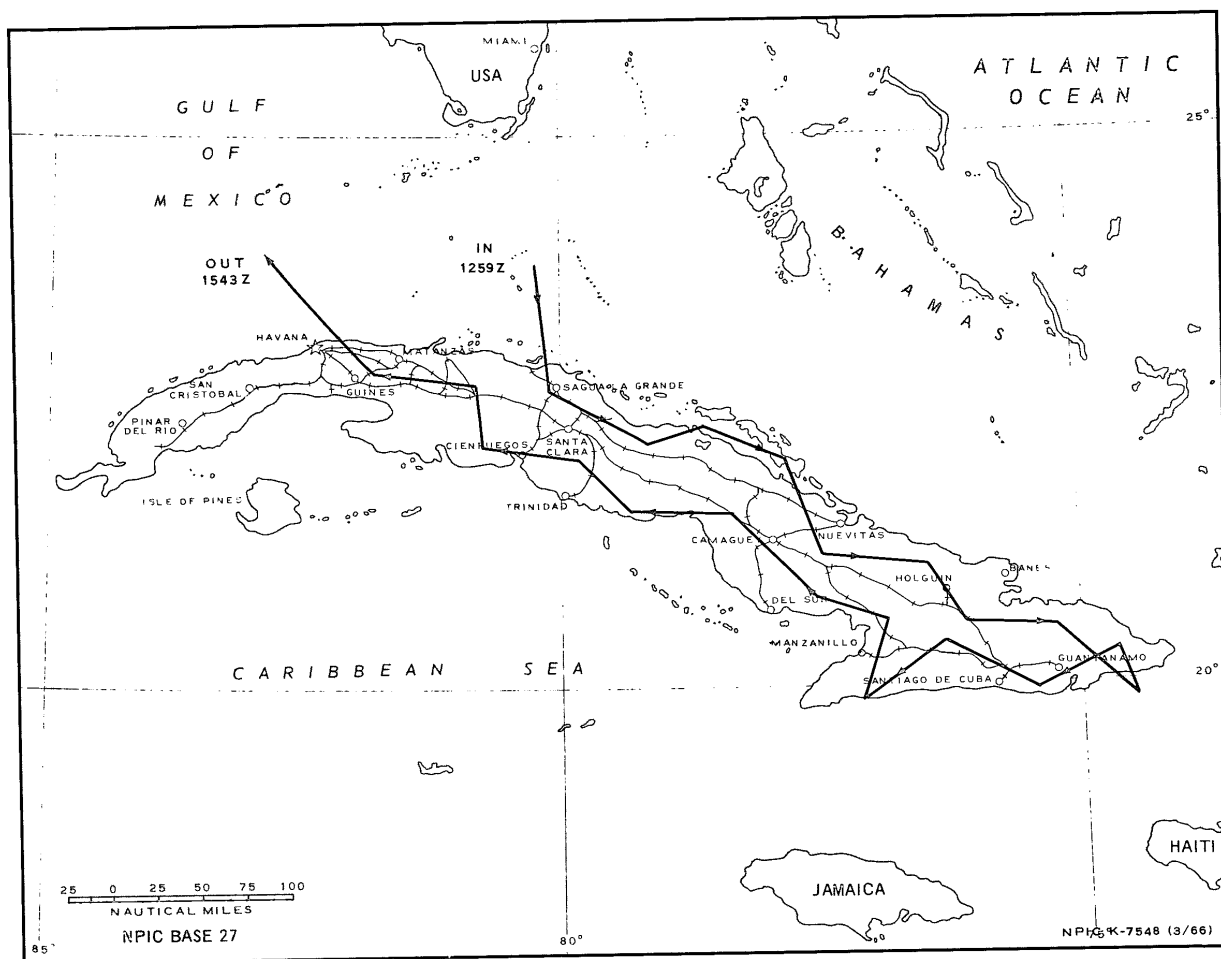 MIAMI
USA
ATLANTIC
OCEAN
GULF
OF
MEXICO
25°
BAHAMAS
OUT
1543Z
IN
1259Z
HAVANA
MATANZAS
SAN
CRISTOBAL
GUINES
SAGUA LA GRANDE
PINAR
DEL RIO
CIENFUEGOS
SANTA
CLARA
ISLE OF PINES
TRINIDAD
CAMAGUE
NUEVITAS
HOLGUIN
BANES
DEL SUR
MANZANILLO
GUANTANAMO
SANTIAGO DE CUBA
CARIBBEAN SEA
20°
HAITI
JAMAICA
25 0 25 50 75 100
NAUTICAL MILES
NPIC BASE 27
85°
80°
75°
NPIC K-7548 (3/66)